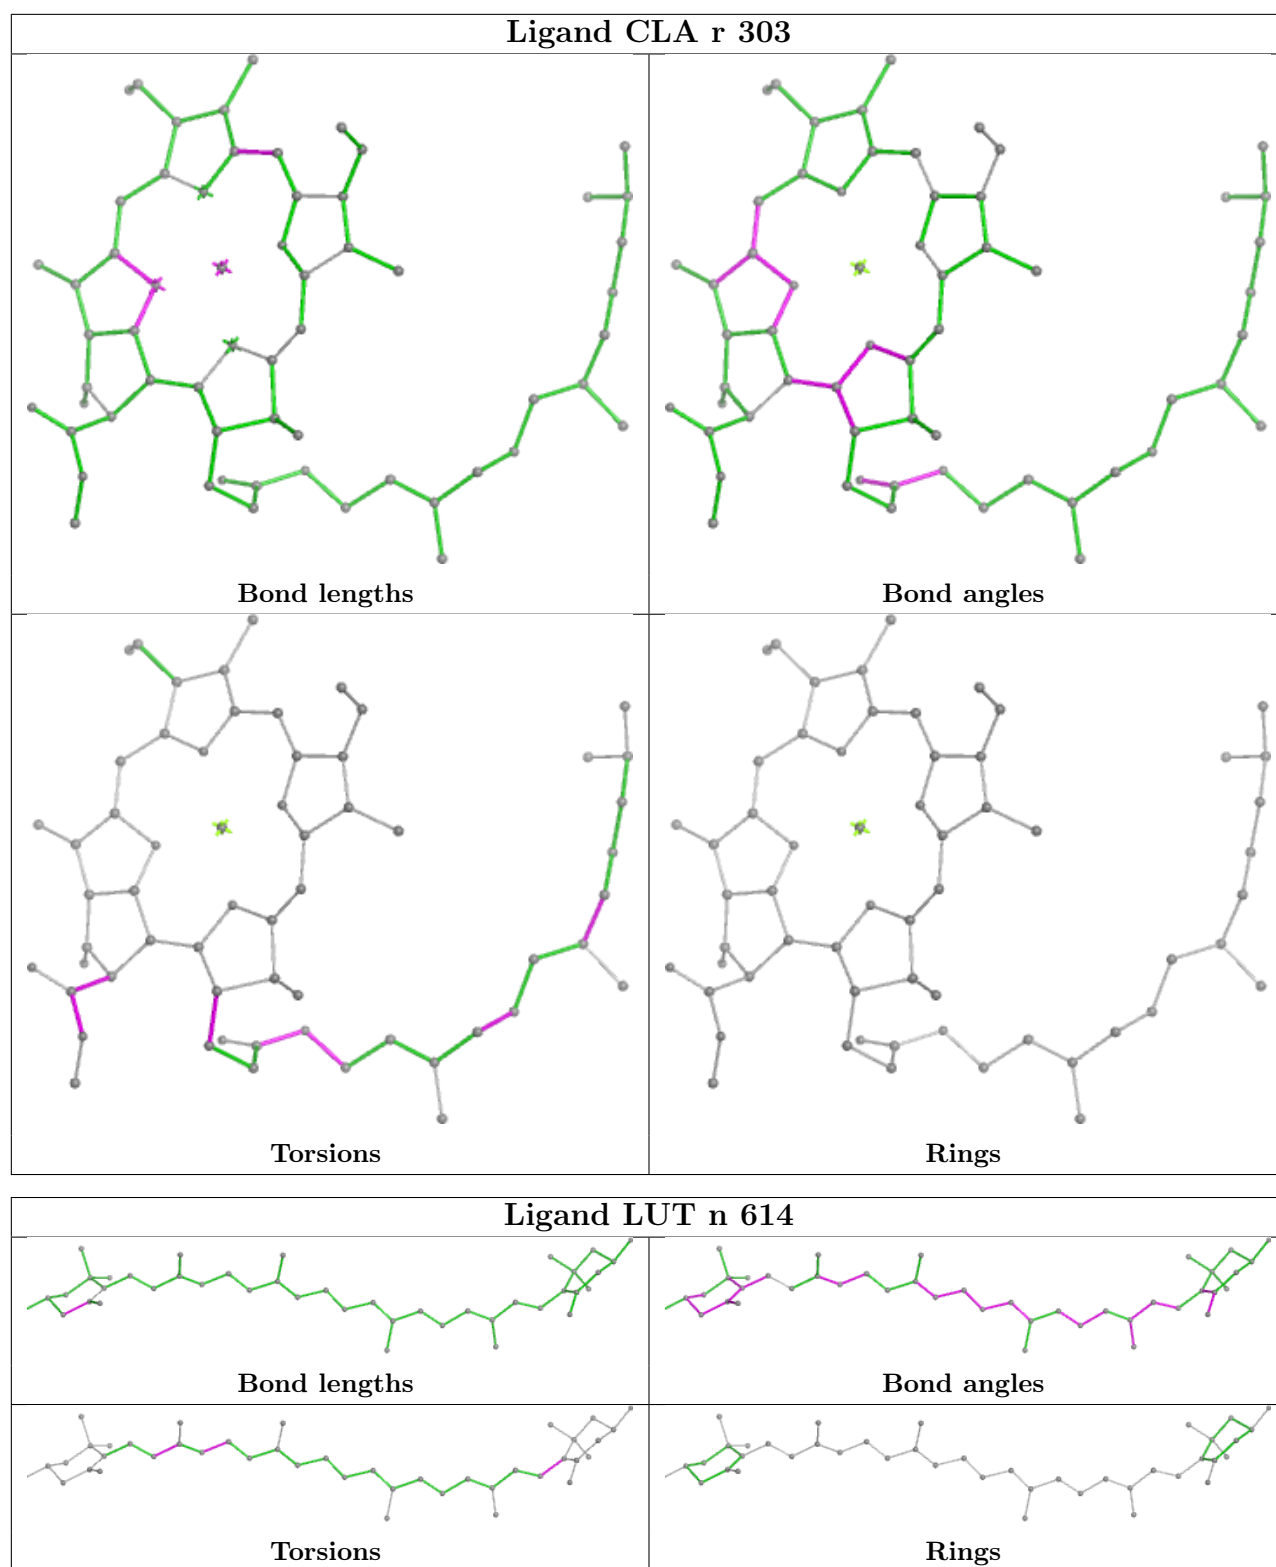 Ligand CLA r 303
Bond lengths
Bond angles
Torsions
Rings
Ligand LUT n 614
Bond lengths
Bond angles
Torsions
Rings